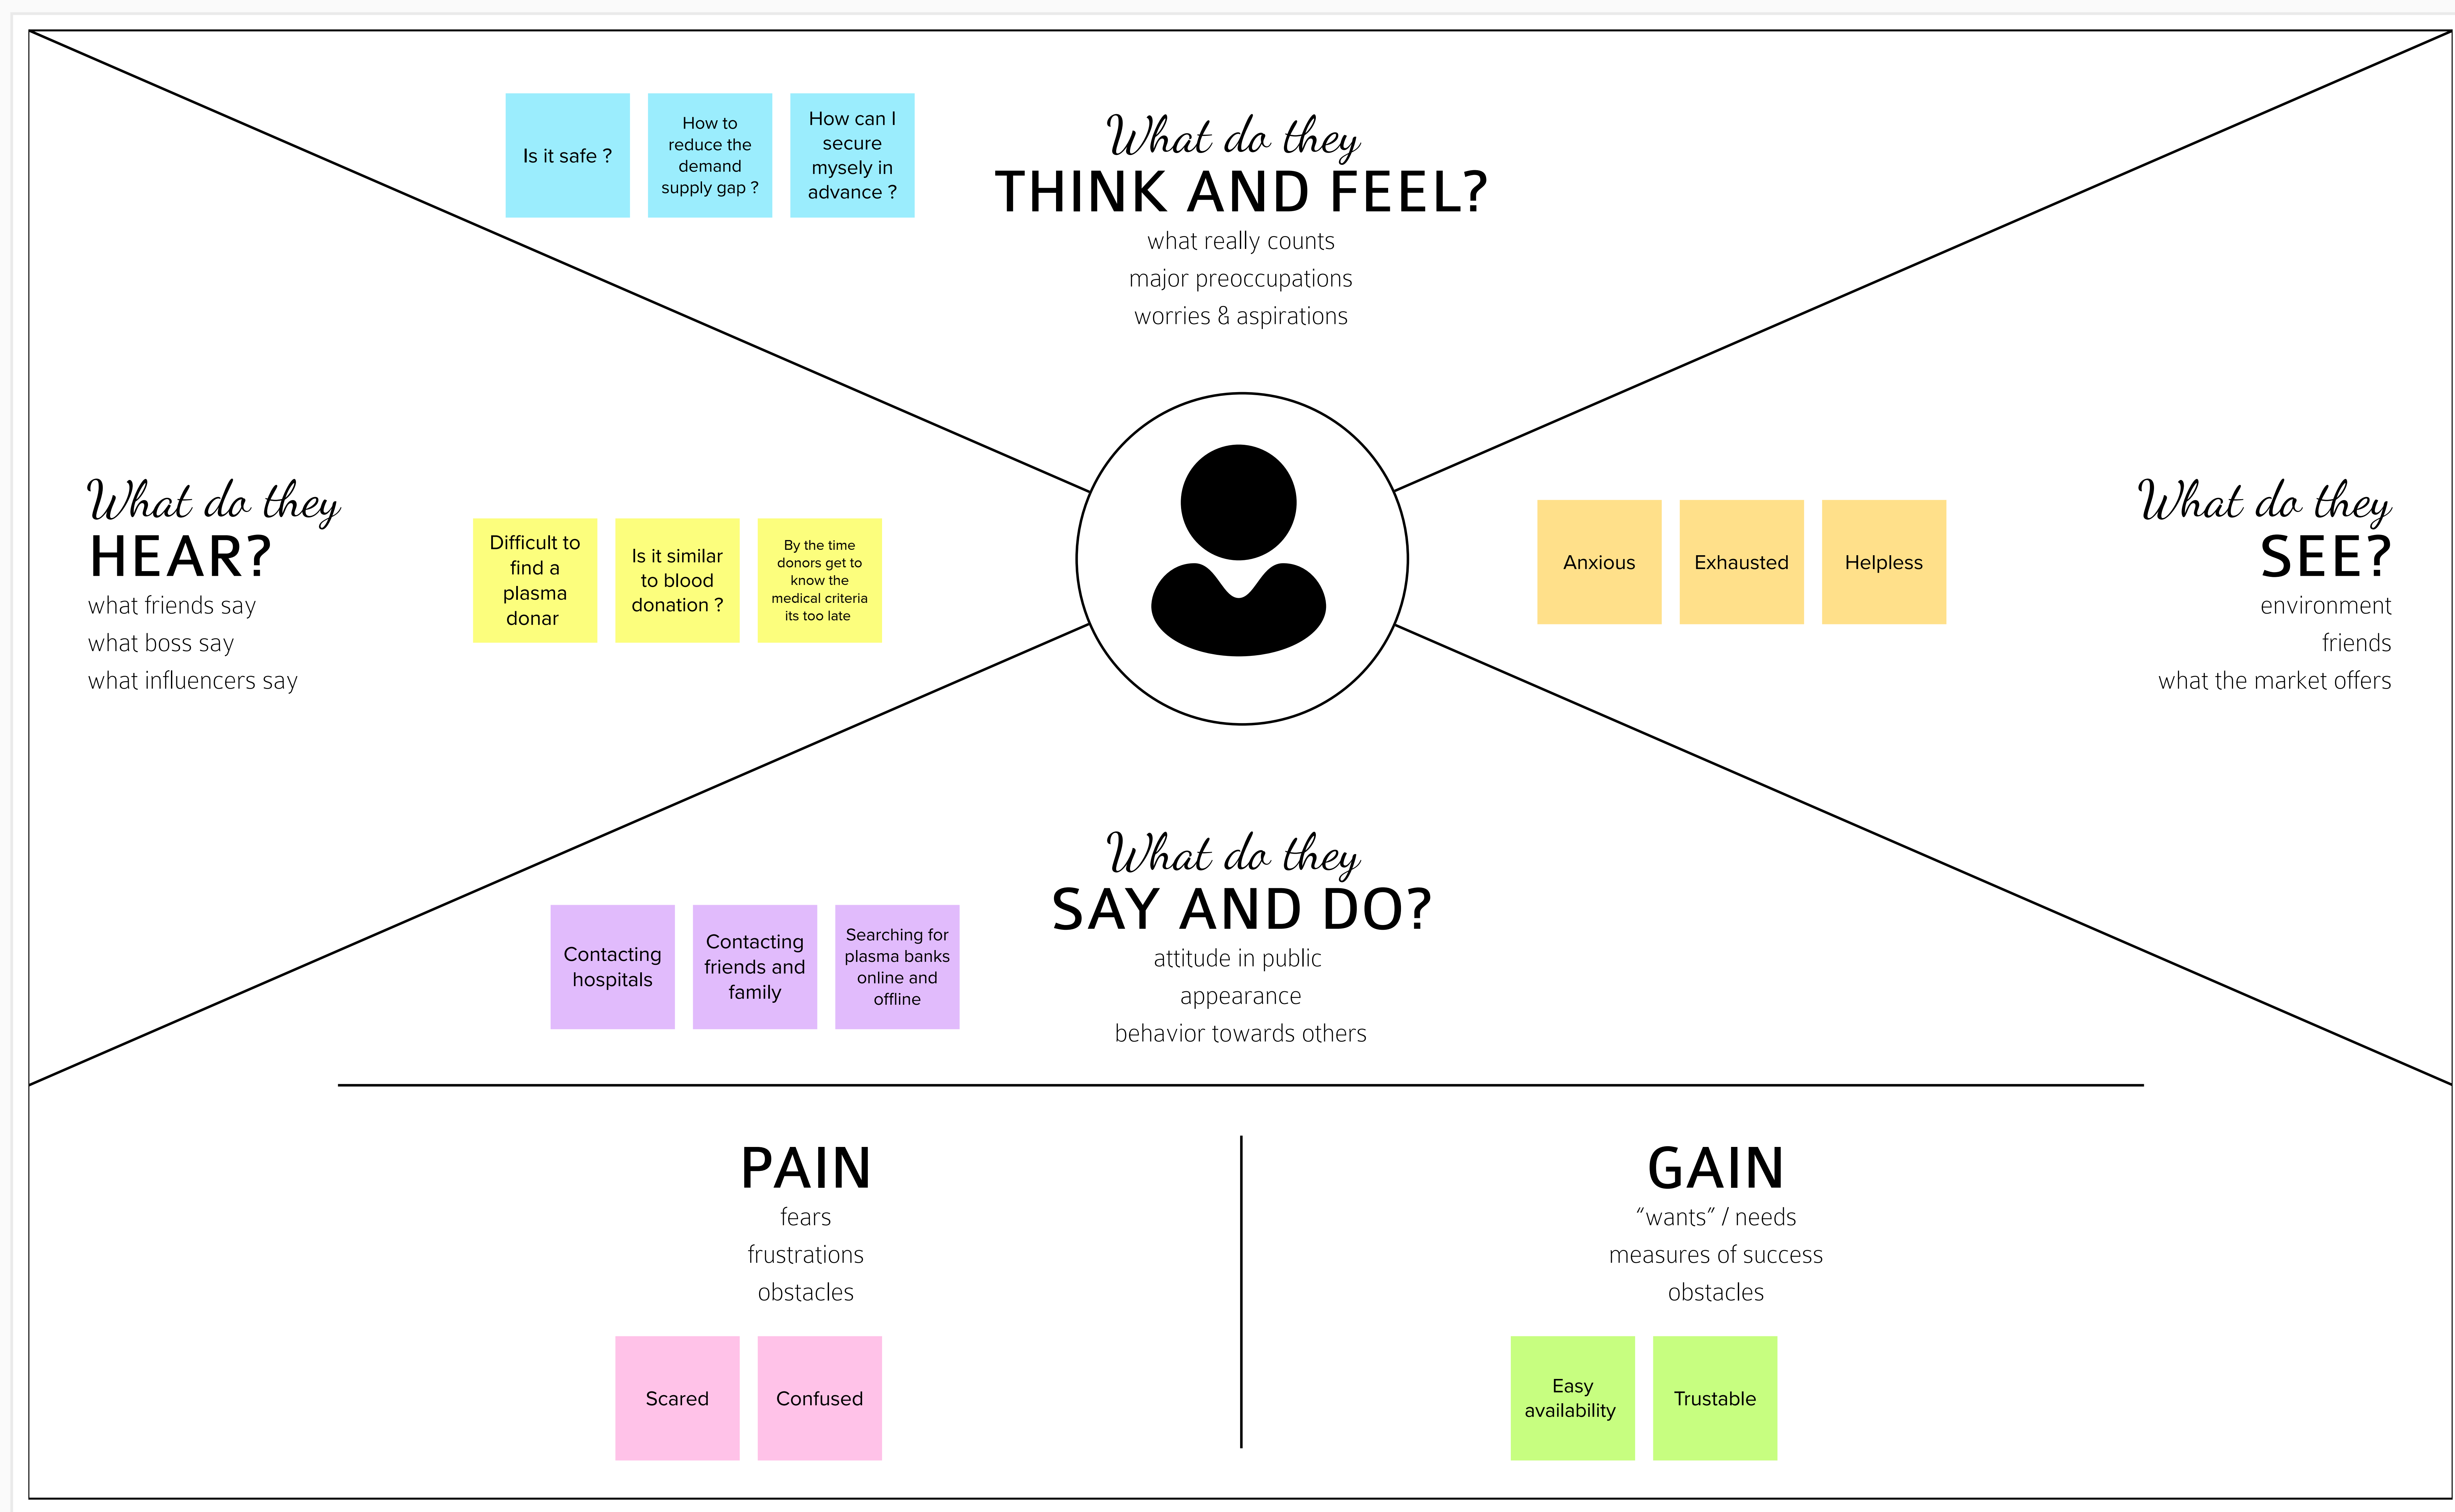 Is it safe ?
How to
reduce the
demand
supply gap ?
How can I
secure
mysely in
advance ?
What do they
THINK AND FEEL?
what really counts
major preoccupations
worries & aspirations
What do they
HEAR?
what friends say
what boss say
what influencers say
Difficult to
find a
plasma
donar
Is it similar
to blood
donation ?
By the time
donors get to
know the
medical criteria
its too late
Anxious
Exhausted
Helpless
What do they
SEE?
environment
friends
what the market offers
What do they
SAY AND DO?
attitude in public
appearance
behavior towards others
Contacting
hospitals
Contacting
friends and
family
Searching for
plasma banks
online and
offline
PAIN
fears
frustrations
obstacles
Scared
Confused
GAIN
“wants” / needs
measures of success
obstacles
Easy
availability
Trustable